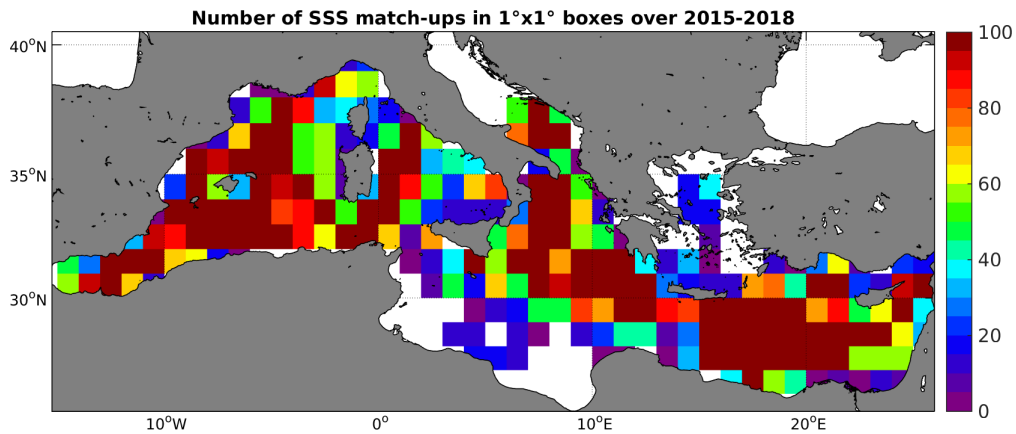 Number of SSS match-ups in 1°x1° boxes over 2015-2018
40°N
35°N
30°N
10°W
0°
10°E
20°E
100
80
60
40
20
0